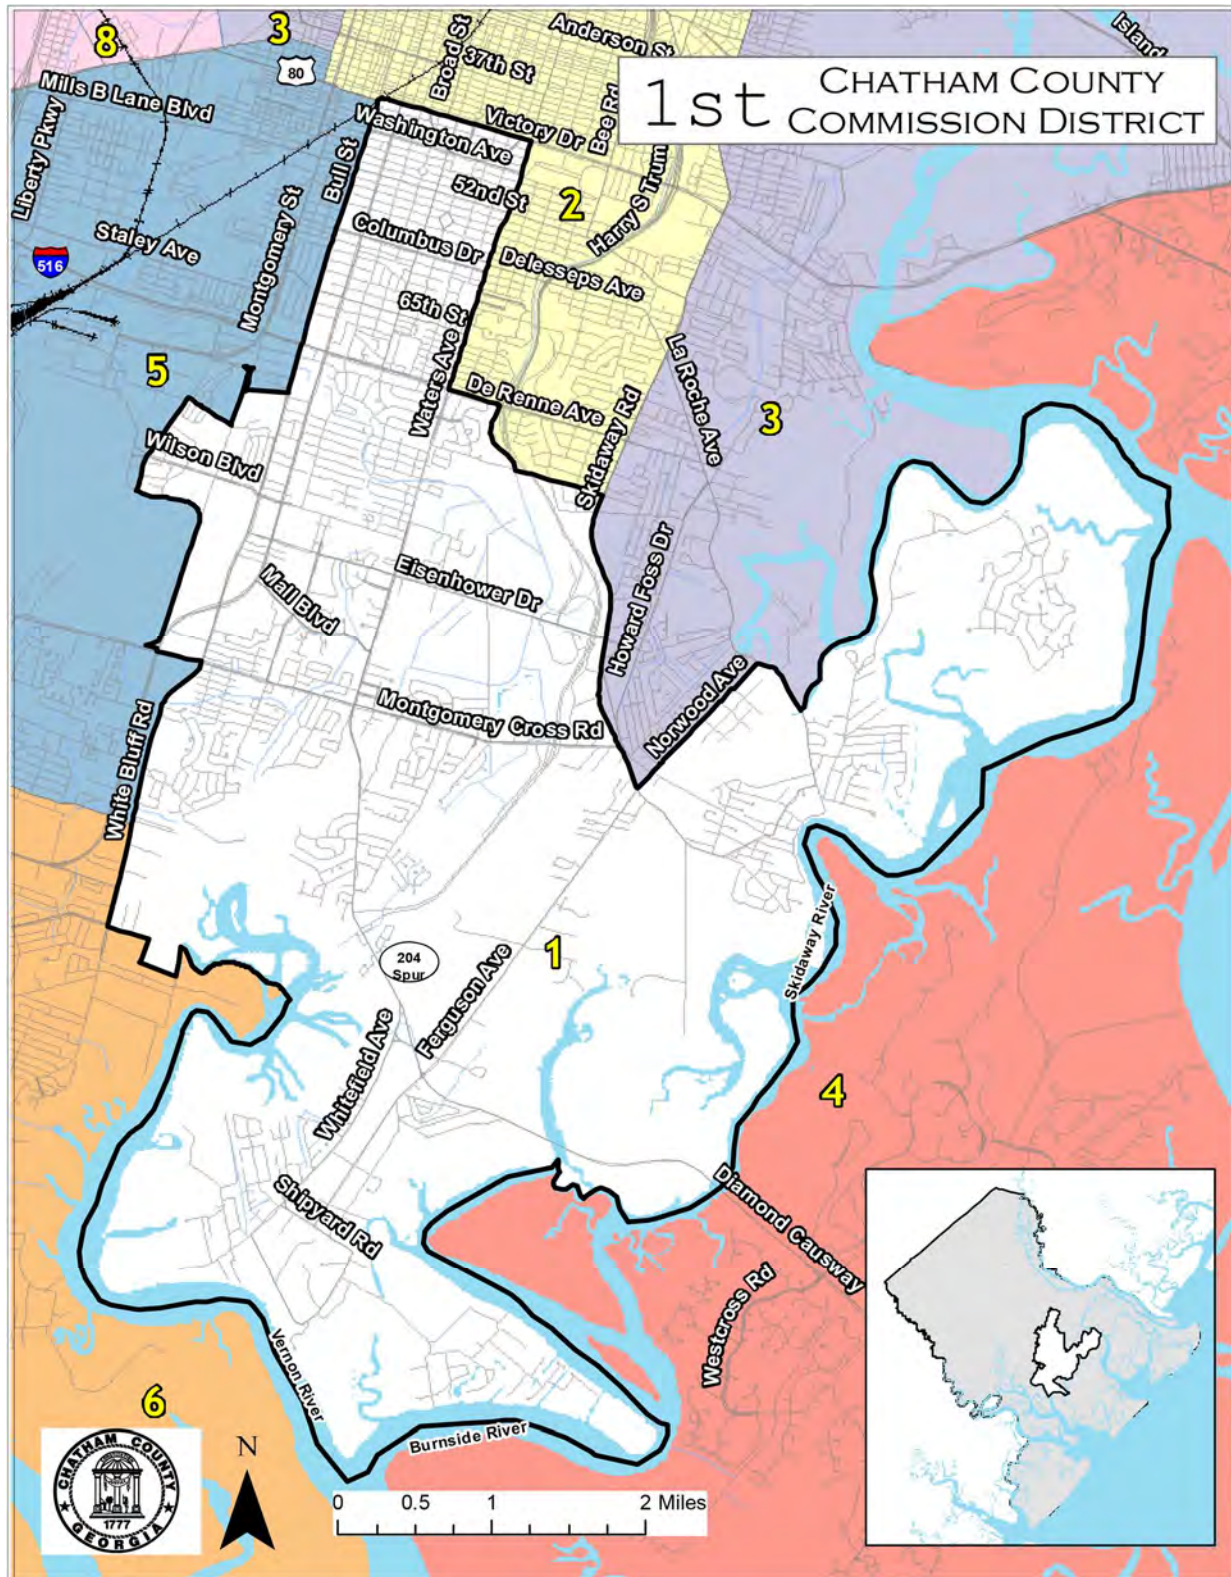 8
3
80
Mills B Lane Blvd
Liberty Pkwy
Bull St
Broad St
37th St
Anderson St
Island
1st
CHATHAM COUNTY
COMMISSION DISTRICT
Washington Ave
Victory Dr
Bee Rd
Harry S Trum
52nd St
2
Staley Ave
Montgomery St
516
Columbus Dr
Delesseps Ave
65th St
Waters Ave
La Roche Ave
5
De Renne Ave
Skidaway Rd
3
Wilson Blvd
Eisenhower Dr
Howard Foss Dr
Mall Blvd
Montgomery Cross Rd
Norwood Ave
White Bluff Rd
204
Spur
Ferguson Ave
1
Skidaway River
Whitefield Ave
4
Shipyard Rd
Diamond Causway
Westcross Rd
Vernon River
Burnside River
6
CHATHAM COUNTY
1777
GEORGIA
N
0 0.5 1 2 Miles